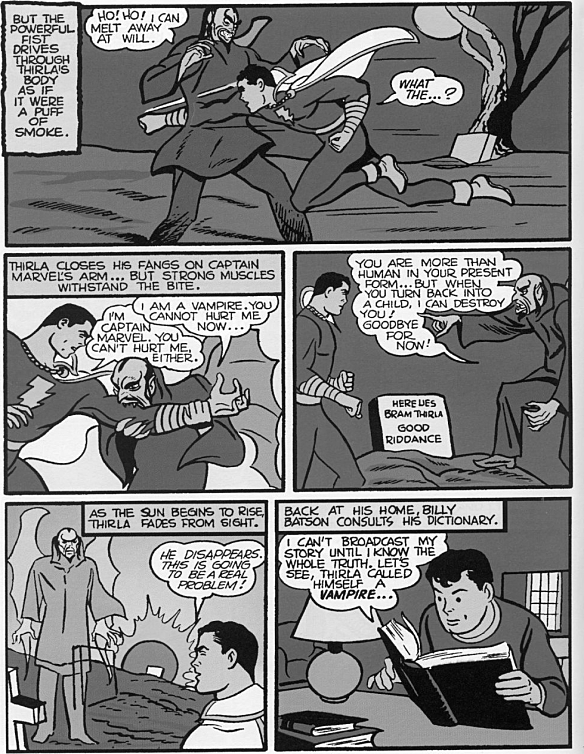 BUT THE
POWERFUL
FIST
DRIVES
THROUGH
THIRLA'S
BODY
AS IF
IT WERE
A PUFF
OF
SMOKE.
HO! HO! I CAN
MELT AWAY
AT WILL.
WHAT
THE...?
THIRLA CLOSES HIS FANGS ON CAPTAIN
MARVEL'S ARM... BUT STRONG MUSCLES
WITHSTAND THE BITE.
I'M
CAPTAIN
MARVEL. YOU
CAN'T HURT ME,
EITHER.
I AM A VAMPIRE. YOU
CANNOT HURT ME
NOW...
YOU ARE MORE THAN
HUMAN IN YOUR PRESENT
FORM...BUT WHEN
YOU TURN BACK INTO
A CHILD, I CAN DESTROY
YOU!
GOODBYE
FOR
NOW!
HERE LIES
BRAM THIRLA
GOOD
RIDDANCE
AS THE SUN BEGINS TO RISE,
THIRLA FADES FROM SIGHT.
HE DISAPPEARS.
THIS IS GOING
TO BE A REAL
PROBLEM!
BACK AT HIS HOME, BILLY
BATSON CONSULTS HIS DICTIONARY.
I CAN'T BROADCAST MY
STORY UNTIL I KNOW THE
WHOLE TRUTH. LET'S
SEE, THIRLA CALLED
HIMSELF A
VAMPIRE...